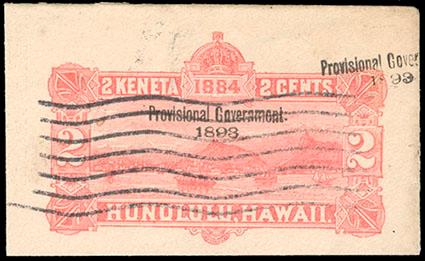 Provisional Gover
1893
2 KENETA 1884 2 CENTS
Provisional Government.
1893
2 2
HONOLULU, HAWAII.